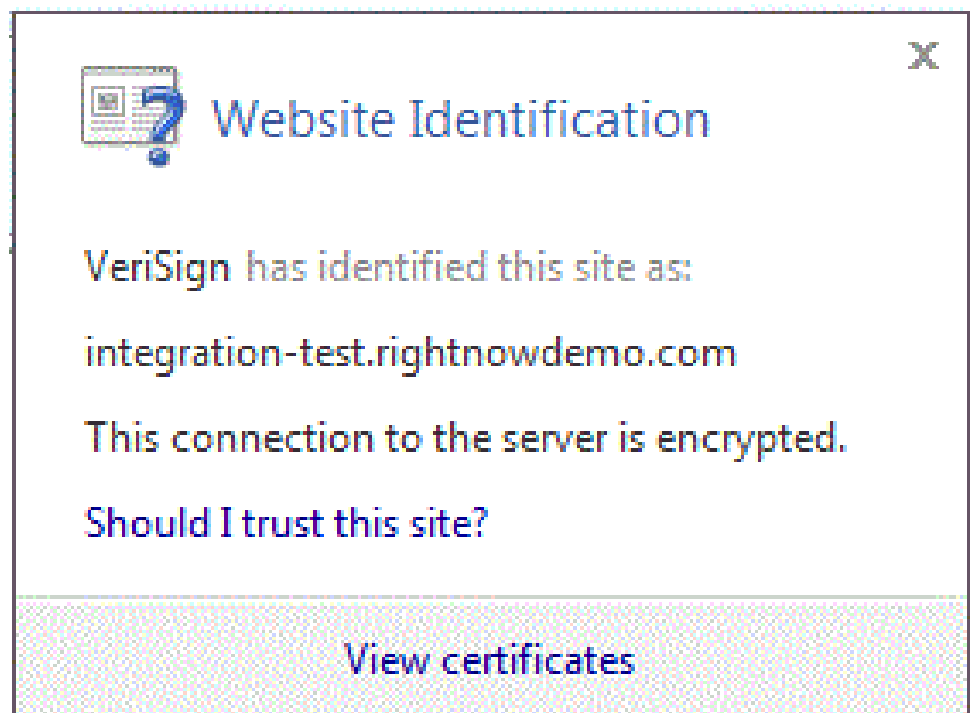 x
Website Identification
VeriSign has identified this site as:
integration-test.rightnowdemo.com
This connection to the server is encrypted.
Should I trust this site?
View certificates